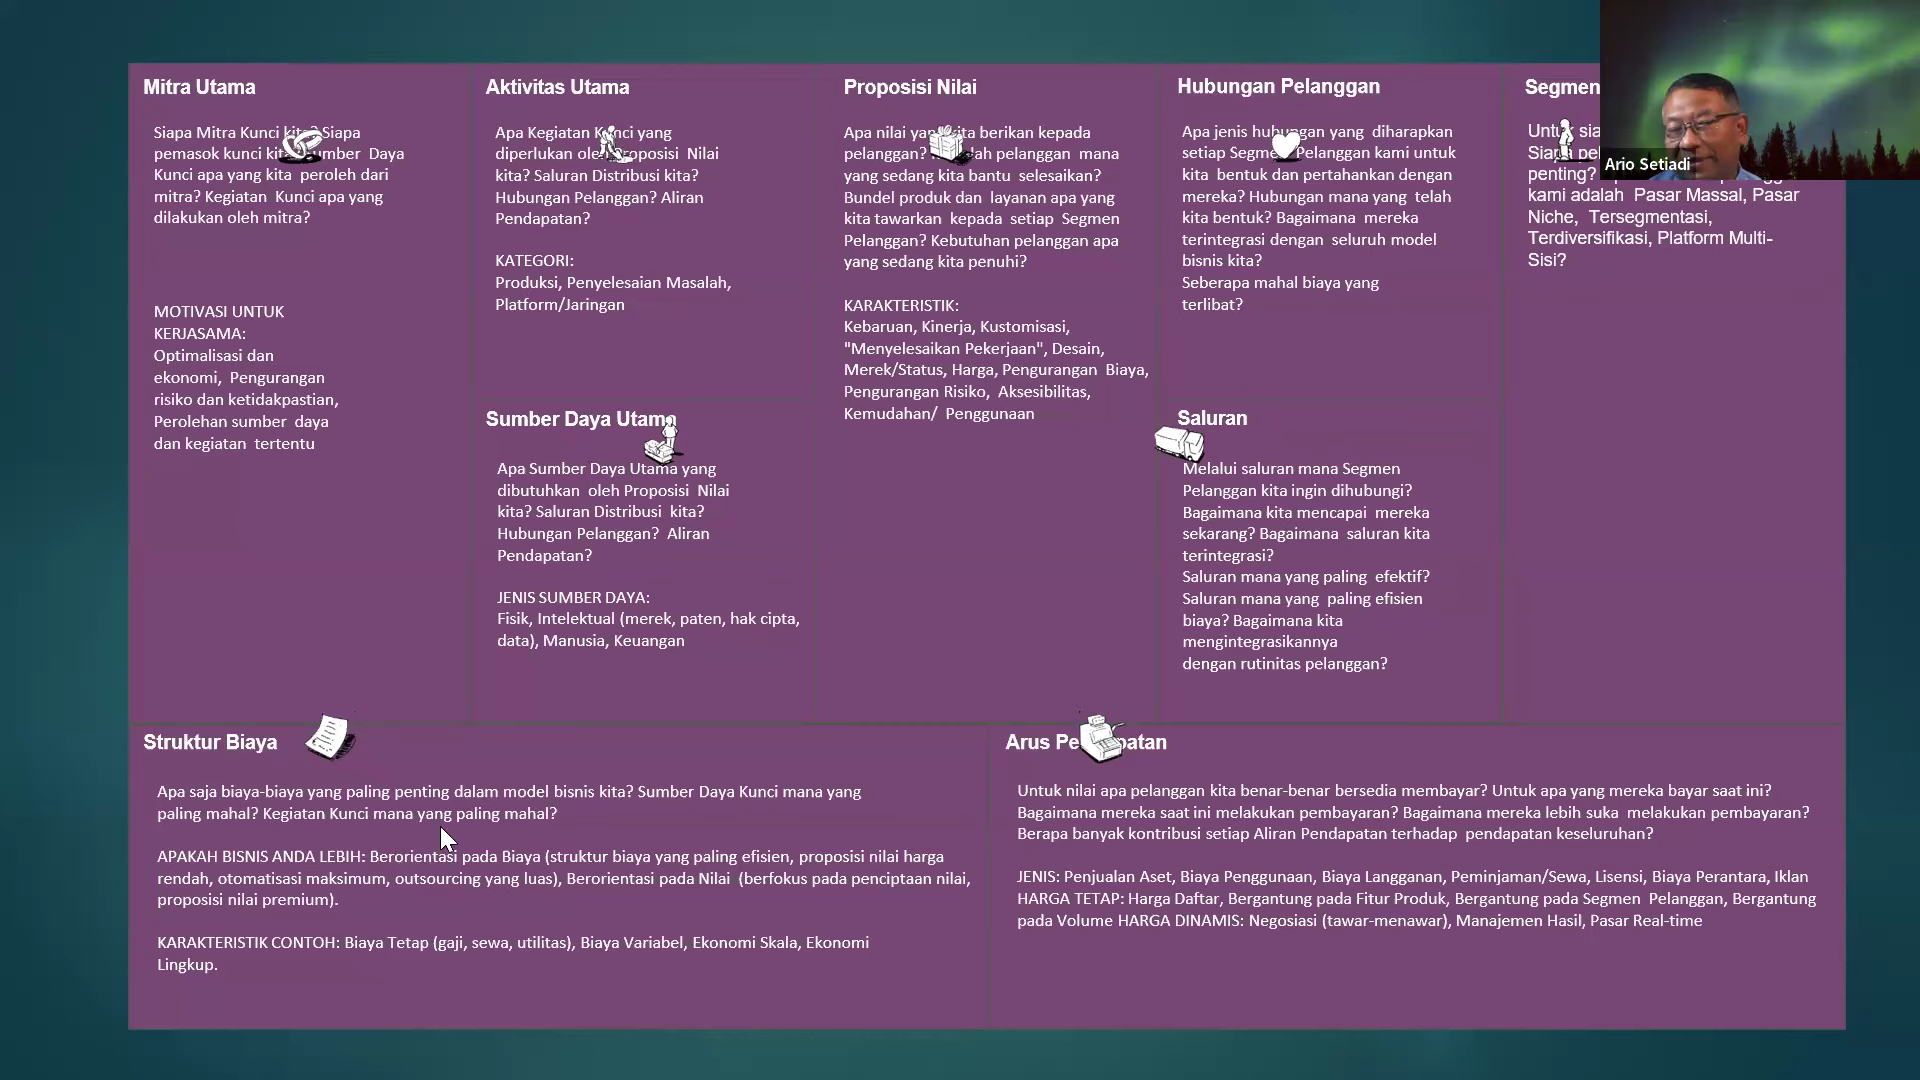 Mitra Utama
Siapa Mitra Kunci kita? Siapa
pemasok kunci kita? Sumber Daya
Kunci apa yang kita peroleh dari
mitra? Kegiatan Kunci apa yang
dilakukan oleh mitra?
MOTIVASI UNTUK
KERJASAMA:
Optimalisasi dan
ekonomi, Pengurangan
risiko dan ketidakpastian,
Perolehan sumber daya
dan kegiatan tertentu
Aktivitas Utama
Apa Kegiatan Kunci yang
diperlukan oleh Proposisi Nilai
kita? Saluran Distribusi kita?
Hubungan Pelanggan? Aliran
Pendapatan?
KATEGORI:
Produksi, Penyelesaian Masalah,
Platform/Jaringan
Sumber Daya Utama
Apa Sumber Daya Utama yang
dibutuhkan oleh Proposisi Nilai
kita? Saluran Distribusi kita?
Hubungan Pelanggan? Aliran
Pendapatan?
JENIS SUMBER DAYA:
Fisik, Intelektual (merek, paten, hak cipta,
data), Manusia, Keuangan
Proposisi Nilai
Apa nilai yang kita berikan kepada
pelanggan? pelanggan mana
yang sedang kita bantu selesaikan?
Bundel produk dan layanan apa yang
kita tawarkan kepada setiap Segmen
Pelanggan? Kebutuhan pelanggan apa
yang sedang kita penuhi?
KARAKTERISTIK:
Kebaruan, Kinerja, Kustomisasi,
"Menyelesaikan Pekerjaan", Desain,
Merek/Status, Harga, Pengurangan Biaya,
Pengurangan Risiko, Aksesibilitas,
Kemudahan/ Penggunaan
Hubungan Pelanggan
Apa jenis hubungan yang diharapkan
setiap Segmen Pelanggan kami untuk
kita bentuk dan pertahankan dengan
mereka? Hubungan mana yang telah
kita bentuk? Bagaimana mereka
terintegrasi dengan seluruh model
bisnis kita?
Seberapa mahal biaya yang
terlibat?
Saluran
Melalui saluran mana Segmen
Pelanggan kita ingin dihubungi?
Bagaimana kita mencapai mereka
sekarang? Bagaimana saluran kita
terintegrasi?
Saluran mana yang paling efektif?
Saluran mana yang paling efisien
biaya? Bagaimana kita
mengintegrasikannya
dengan rutinitas pelanggan?
Segmen
Untuk
penting?
kami adalah Pasar Massal, Pasar
Niche, Tersegmentasi,
Terdiversifikasi, Platform Multi-
Sisi?
Ario Setiadi
Struktur Biaya
Apa saja biaya-biaya yang paling penting dalam model bisnis kita? Sumber Daya Kunci mana yang
paling mahal? Kegiatan Kunci mana yang paling mahal?
APAKAH BISNIS ANDA LEBIH: Berorientasi pada Biaya (struktur biaya yang paling efisien, proposisi nilai harga
rendah, otomatisasi maksimum, outsourcing yang luas), Berorientasi pada Nilai (berfokus pada penciptaan nilai,
proposisi nilai premium).
KARAKTERISTIK CONTOH: Biaya Tetap (gaji, sewa, utilitas), Biaya Variabel, Ekonomi Skala, Ekonomi
Lingkup.
Arus Pendapatan
Untuk nilai apa pelanggan kita benar-benar bersedia membayar? Untuk apa yang mereka bayar saat ini?
Bagaimana mereka saat ini melakukan pembayaran? Bagaimana mereka lebih suka melakukan pembayaran?
Berapa banyak kontribusi setiap Aliran Pendapatan terhadap pendapatan keseluruhan?
JENIS: Penjualan Aset, Biaya Penggunaan, Biaya Langganan, Peminjaman/Sewa, Lisensi, Biaya Perantara, Iklan
HARGA TETAP: Harga Daftar, Bergantung pada Fitur Produk, Bergantung pada Segmen Pelanggan, Bergantung
pada Volume HARGA DINAMIS: Negosiasi (tawar-menawar), Manajemen Hasil, Pasar Real-time